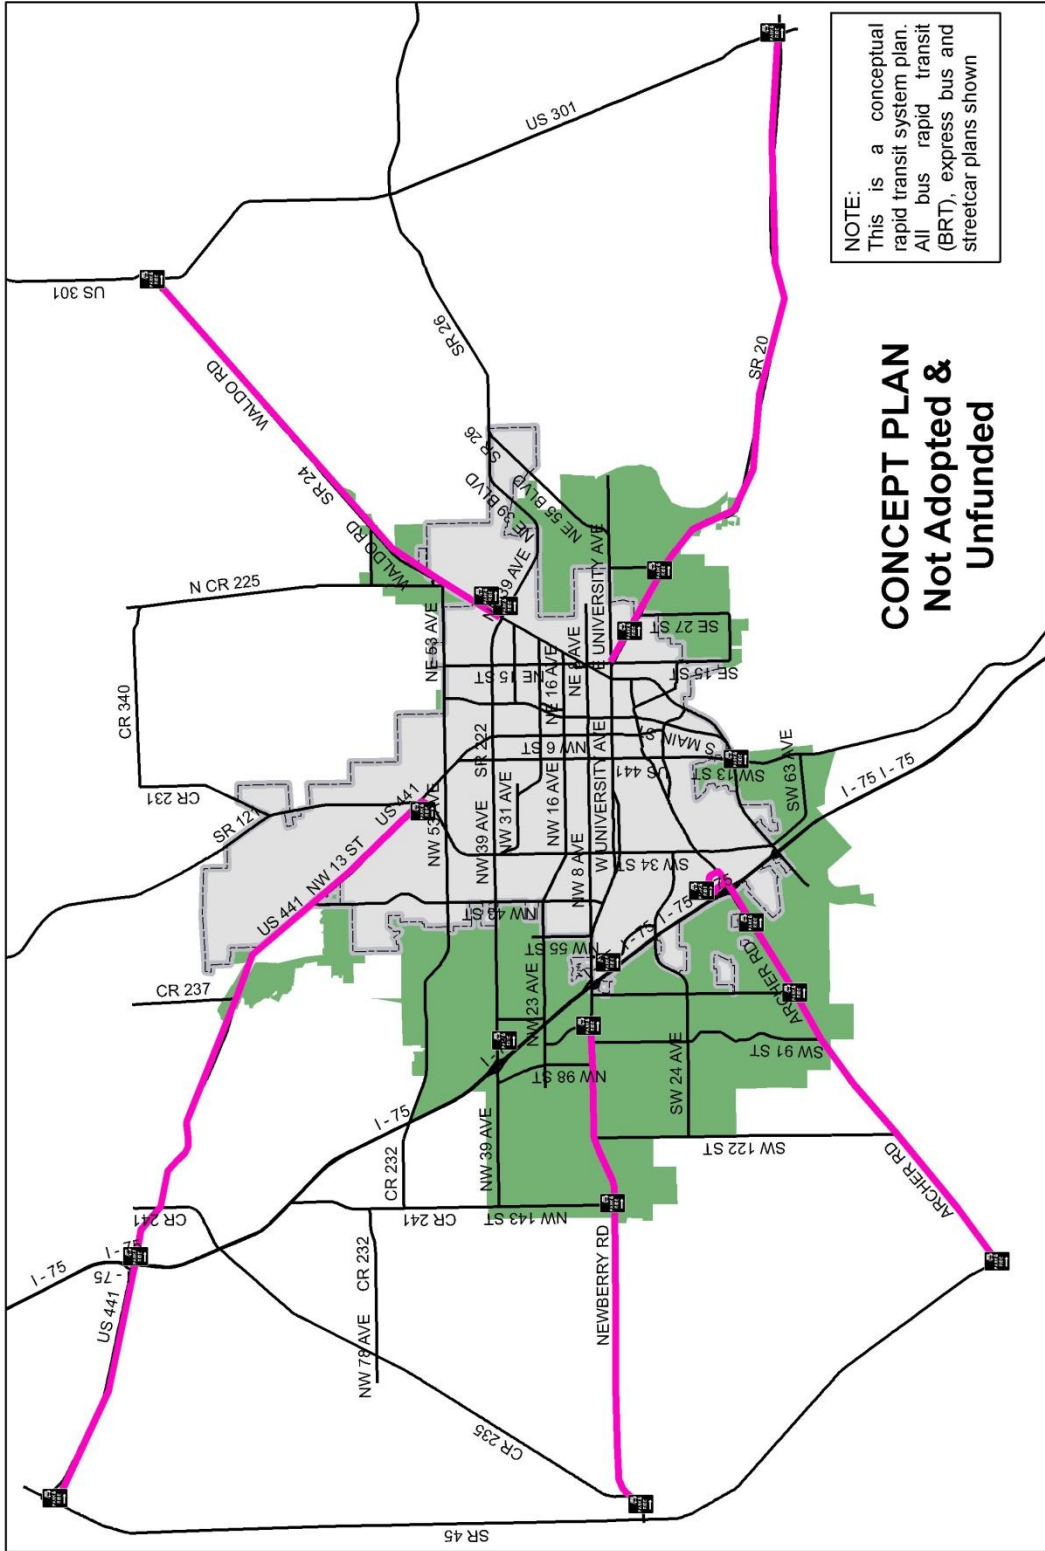 US 301
US 301
WALDO RD
SR 26
SR 24
WALDO RD
SR 26
NE 39 BLVD
NE 55 BLVD
N CR 225
CR 340
CR 231
SR 121
NE 53 AVE
39 AVE
NE 15 ST
NE 16 AVE
NE 8 AVE
E UNIVERSITY AVE
SE 27 ST
SE 15 ST
SR 20
US 441
NW 53 AVE
SR 222
NW 6 ST
S MAIN ST
NW 39 AVE
NW 31 AVE
NW 16 AVE
W UNIVERSITY AVE
US 441
SW 13 ST
SW 63 AVE
I - 75
I - 75
NW 8 AVE
SW 34 ST
US 441
NW 13 ST
NW 43 ST
NW 55 ST
I - 75
I - 75
NW 23 AVE
NW 98 ST
SW 24 AVE
ARCHER RD
SW 91 ST
CR 237
I - 75
CR 232
NW 39 AVE
SW 122 ST
ARCHER RD
CR 241
CR 241
NW 143 ST
I - 75
I - 75
I - 75
US 441
NW 78 AVE
CR 232
NEWBERRY RD
CR 235
SR 45
CONCEPT PLAN
Not Adopted &
Unfunded
NOTE:
This is a conceptual
rapid transit system plan.
All bus rapid transit
(BRT), express bus and
streetcar plans shown